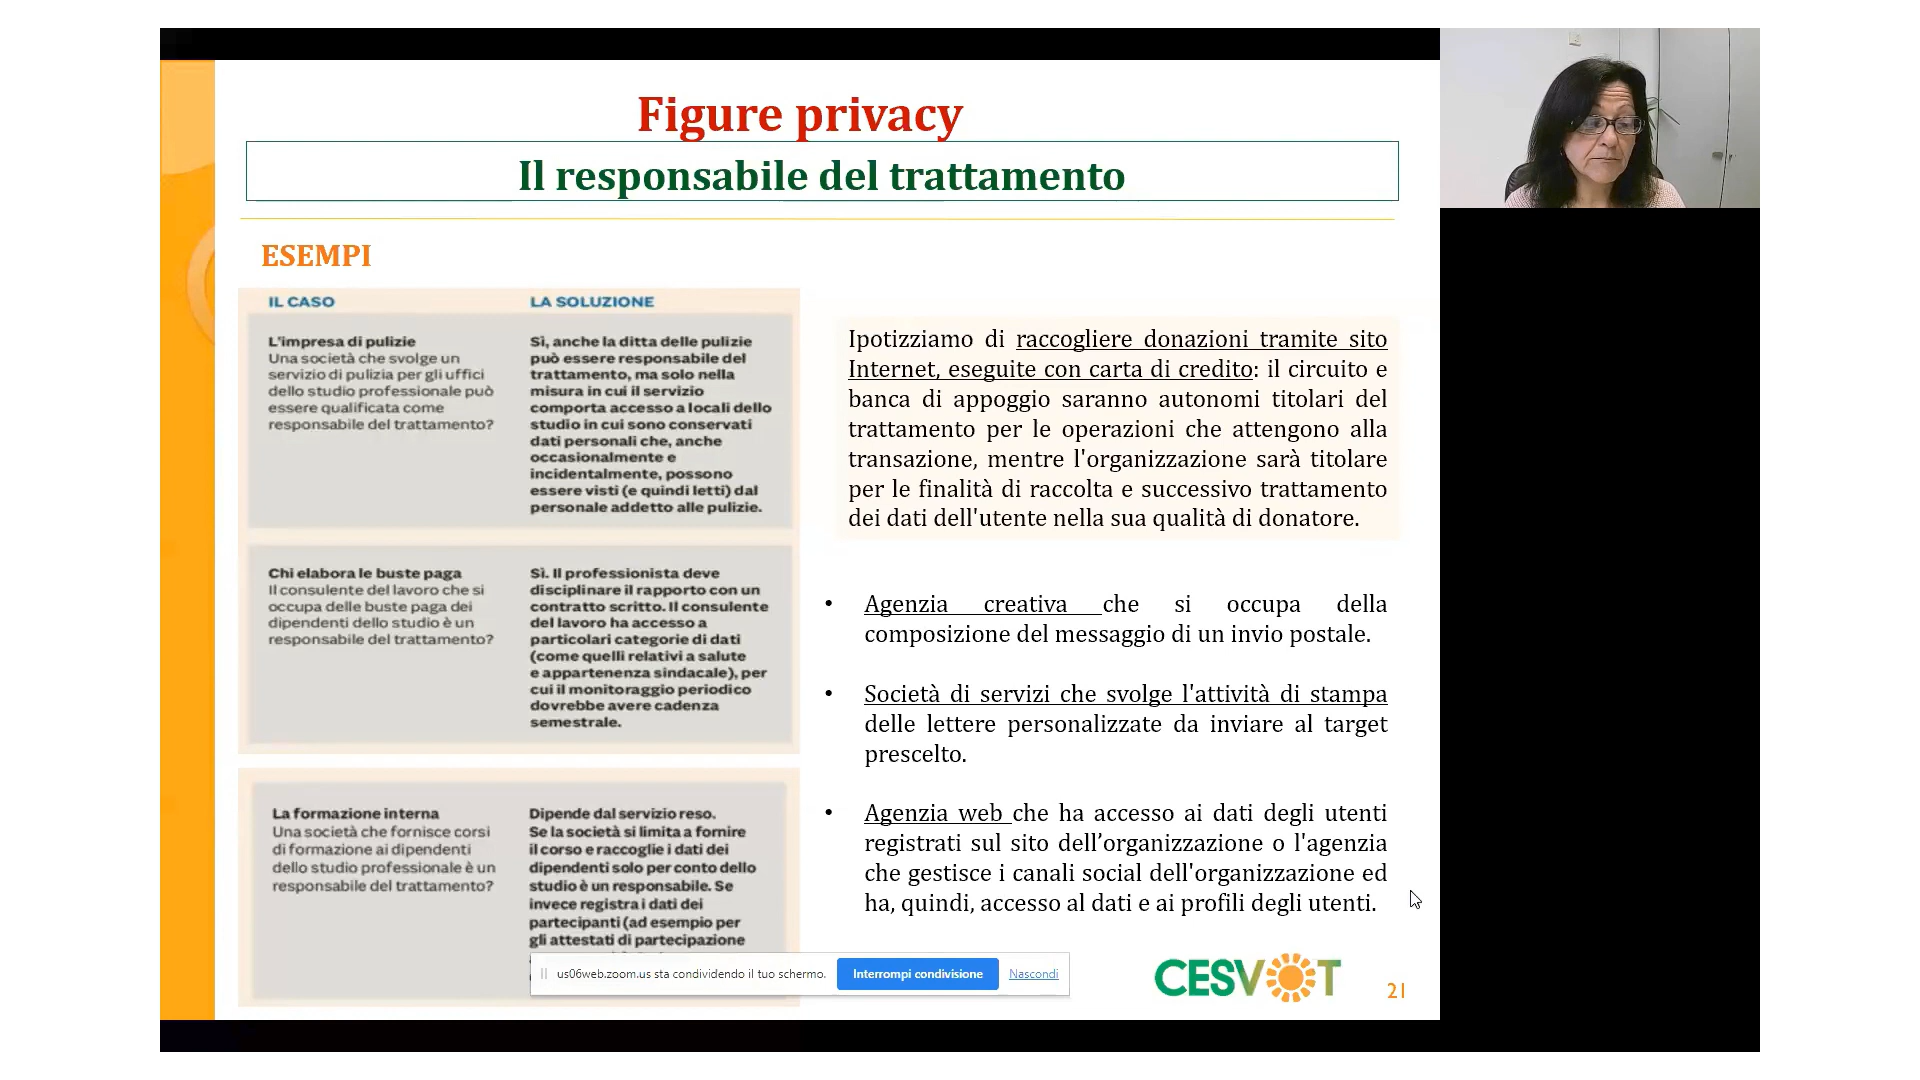 Figure privacy
Il responsabile del trattamento
ESEMPI
IL CASO
LA SOLUZIONE
L'impresa di pulizie
Una società che svolge un
servizio di pulizia per gli uffici
dello studio professionale può
essere qualificata come
responsabile del trattamento?
Sì, anche la ditta delle pulizie
può essere responsabile del
trattamento, ma solo nella
misura in cui il servizio
comporta accesso a locali dello
studio in cui sono conservati
dati personali che, anche
occasionalmente e
incidentalmente, possono
essere visti (e quindi letti) dal
personale addetto alle pulizie.
Chi elabora le buste paga
Il consulente del lavoro che si
occupa delle buste paga dei
dipendenti dello studio è un
responsabile del trattamento?
Sì. Il professionista deve
disciplinare il rapporto con un
contratto scritto. Il consulente
del lavoro ha accesso a
particolari categorie di dati
(come quelli relativi a salute
e appartenenza sindacale), per
cui il monitoraggio periodico
dovrebbe avere cadenza
semestrale.
La formazione interna
Una società che fornisce corsi
di formazione ai dipendenti
dello studio professionale è un
responsabile del trattamento?
Dipende dal servizio reso.
Se la società si limita a fornire
il corso e raccoglie i dati dei
dipendenti solo per conto dello
studio è un responsabile. Se
invece registra i dati dei
partecipanti (ad esempio per
gli attestati di partecipazione
Ipotizziamo di raccogliere donazioni tramite sito
Internet, eseguite con carta di credito: il circuito e
banca di appoggio saranno autonomi titolari del
trattamento per le operazioni che attengono alla
transazione, mentre l'organizzazione sarà titolare
per le finalità di raccolta e successivo trattamento
dei dati dell'utente nella sua qualità di donatore.
• Agenzia creativa che si occupa della
composizione del messaggio di un invio postale.
• Società di servizi che svolge l'attività di stampa
delle lettere personalizzate da inviare al target
prescelto.
• Agenzia web che ha accesso ai dati degli utenti
registrati sul sito dell’organizzazione o l'agenzia
che gestisce i canali social dell'organizzazione ed
ha, quindi, accesso al dati e ai profili degli utenti.
us06web.zoom.us sta condividendo il tuo schermo.
Interrompi condivisione
Nascondi
CESVOT
21